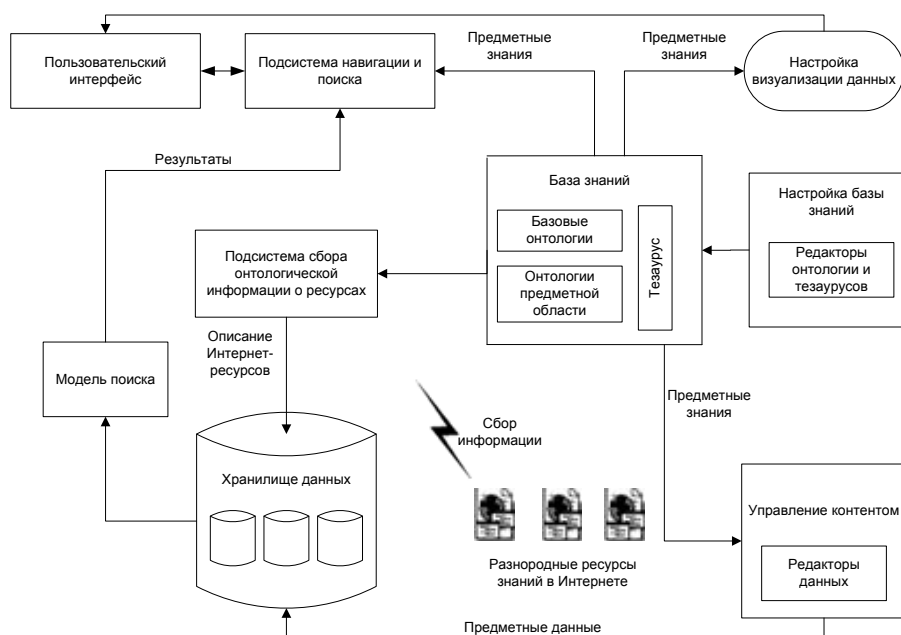 Предметные
знания
Предметные
знания
Пользовательский
интерфейс
Подсистема навигации и
поиска
Настройка
визуализации данных
Результаты
База знаний
Базовые
онтологии
Онтологии
предметной
области
Тезаурус
Настройка базы
знаний
Редакторы
онтологии и
тезаурусов
Подсистема сбора
онтологической
информации о ресурсах
Описание
Интернет-
ресурсов
Модель поиска
Предметные
знания
Сбор
информации
Хранилище данных
Разнородные ресурсы
знаний в Интернете
Управление контентом
Редакторы
данных
Предметные данные